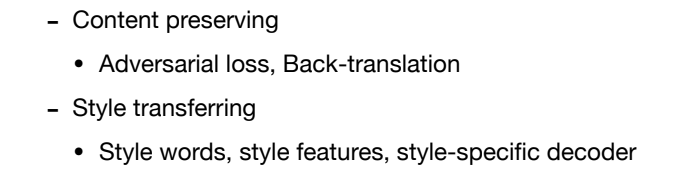 – Content preserving
• Adversarial loss, Back-translation
– Style transferring
• Style words, style features, style-specific decoder